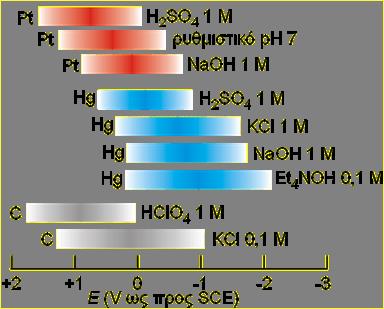 Pt H₂SO₄ 1 M
Pt ρυθμιστικό pH 7
Pt NaOH 1 M
Hg H₂SO₄ 1 M
Hg KCl 1 M
Hg NaOH 1 M
Hg Et₄NOH 0,1 M
C HClO₄ 1 M
C KCl 0,1 M
+2 +1 0 -1 -2 -3
E (V ως προς SCE)